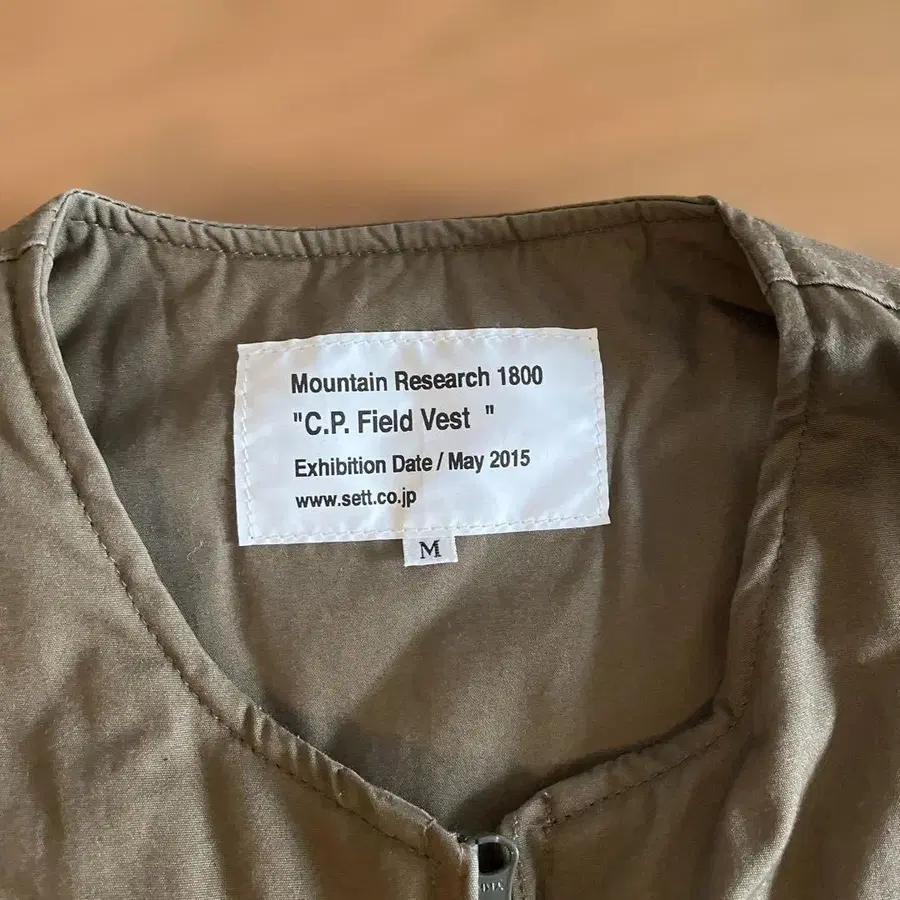 Mountain Research 1800
"C.P. Field Vest "
Exhibition Date / May 2015
www.sett.co.jp
M